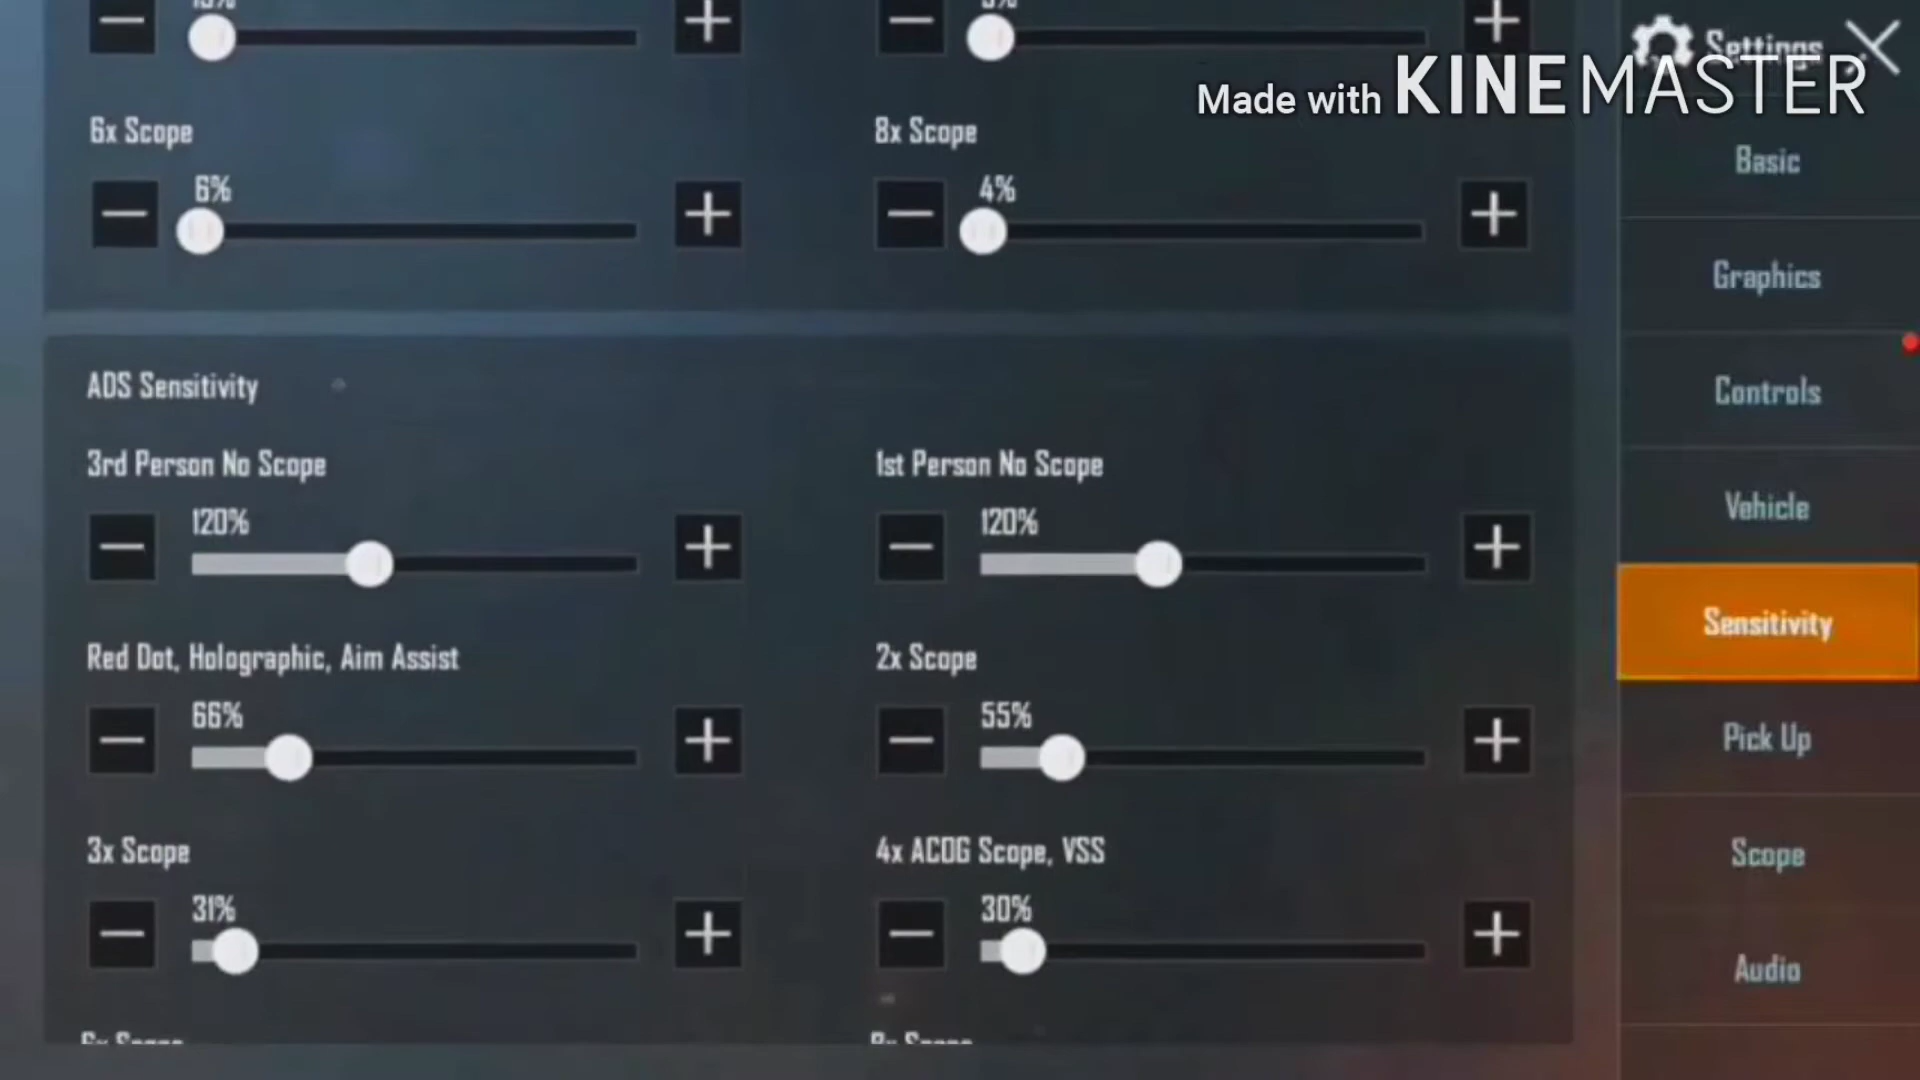 Settings
Made with KINEMASTER
6x Scope
8x Scope
Basic
6%
4%
Graphics
ADS Sensitivity
Controls
3rd Person No Scope
1st Person No Scope
120%
120%
Vehicle
Sensitivity
Red Dot, Holographic, Aim Assist
2x Scope
66%
55%
Pick Up
3x Scope
4x ACOG Scope, VSS
Scope
31%
30%
Audio